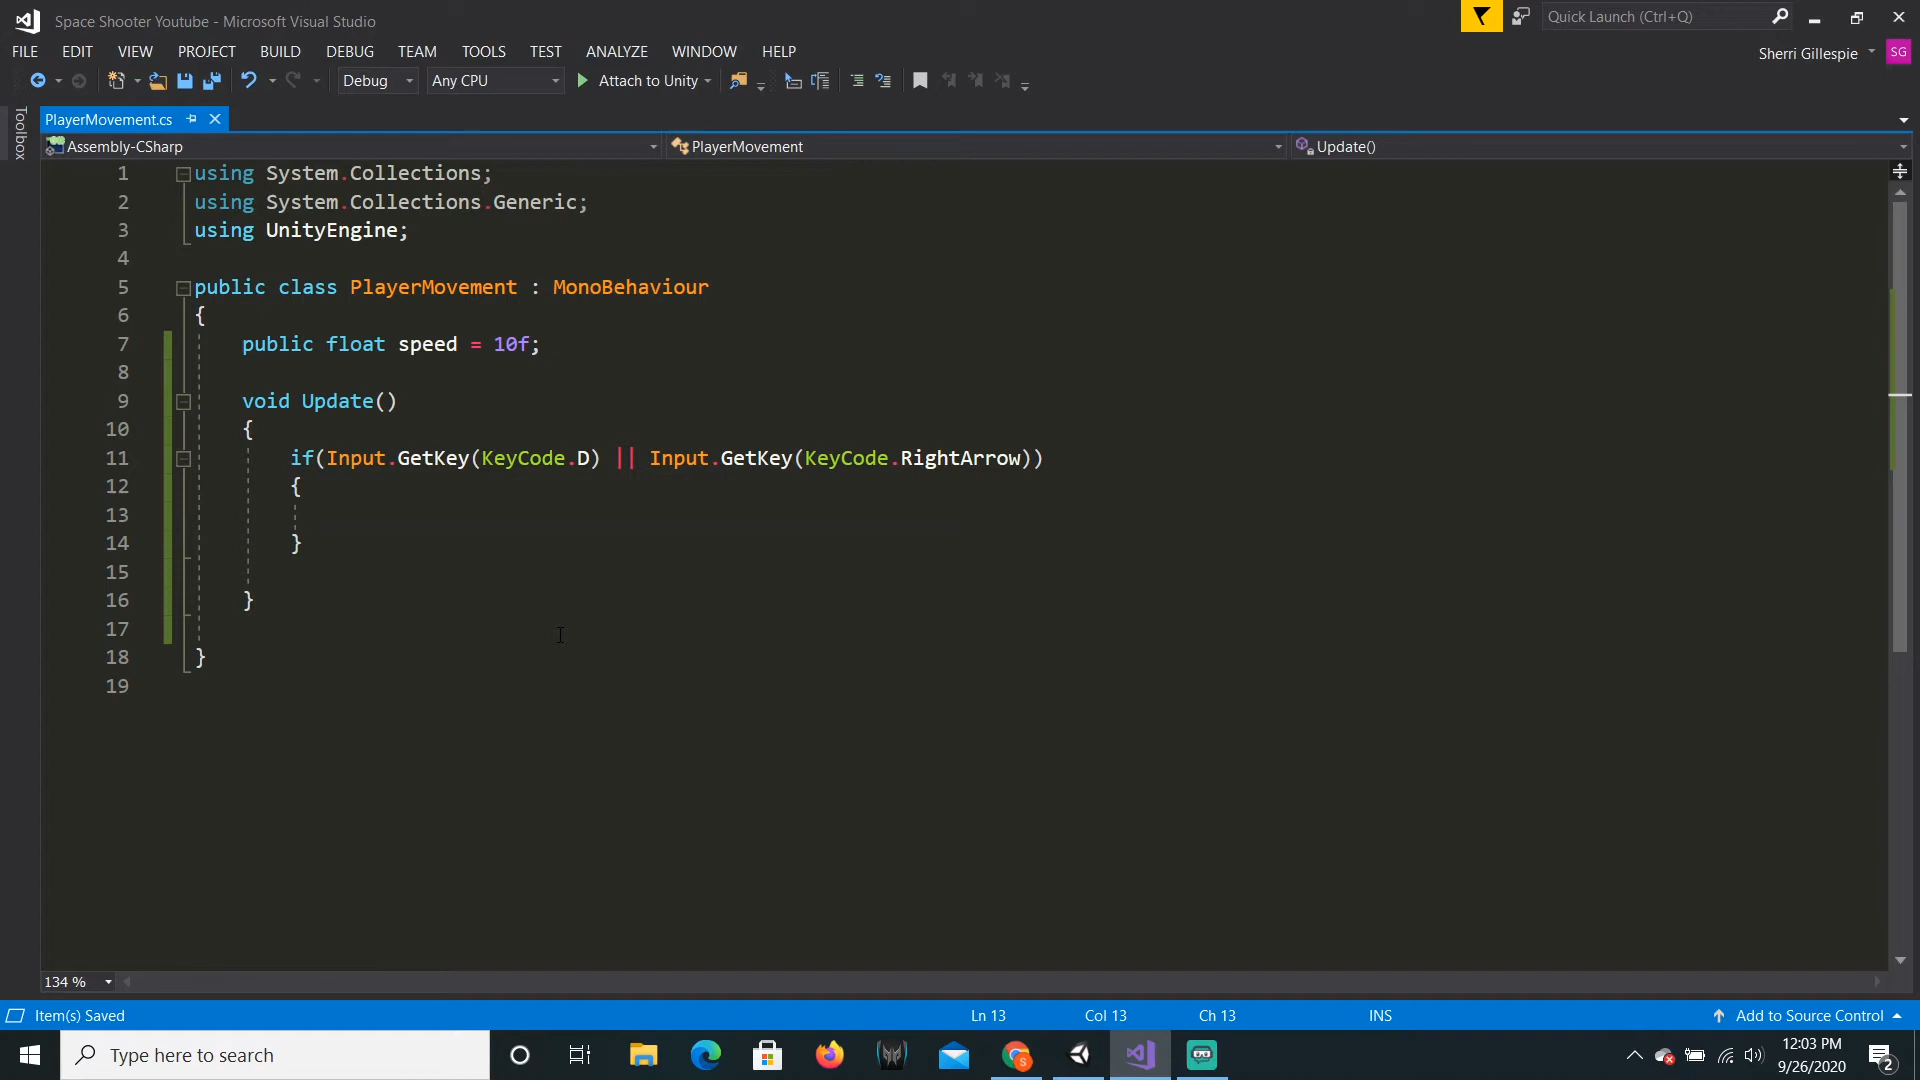 Space Shooter Youtube - Microsoft Visual Studio
Quick Launch (Ctrl+Q)
FILE EDIT VIEW PROJECT BUILD DEBUG TEAM TOOLS TEST ANALYZE WINDOW HELP
Sherri Gillespie SG
Debug Any CPU Attach to Unity
Toolbox
PlayerMovement.cs
Assembly-CSharp PlayerMovement Update()
1 using System.Collections;
2 using System.Collections.Generic;
3 using UnityEngine;
4
5 public class PlayerMovement : MonoBehaviour
6 {
7 public float speed = 10f;
8
9 void Update()
10 {
11 if(Input.GetKey(KeyCode.D) || Input.GetKey(KeyCode.RightArrow))
12 {
13
14 }
15
16 }
17
18 }
19
134 %
Item(s) Saved Ln 13 Col 13 Ch 13 INS Add to Source Control
Type here to search
12:03 PM
9/26/2020
2